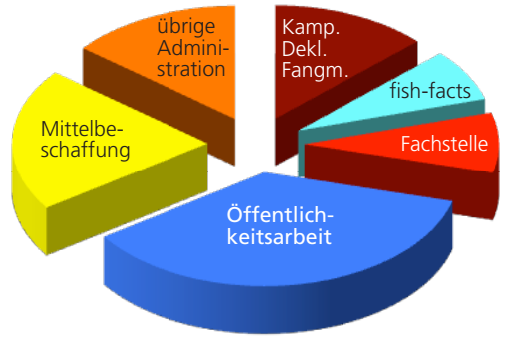 übrige
Admini-
stration
Kamp.
Dekl.
Fangm.
fish-facts
Fachstelle
Mittelbe-
schaffung
Öffentlich-
keitsarbeit